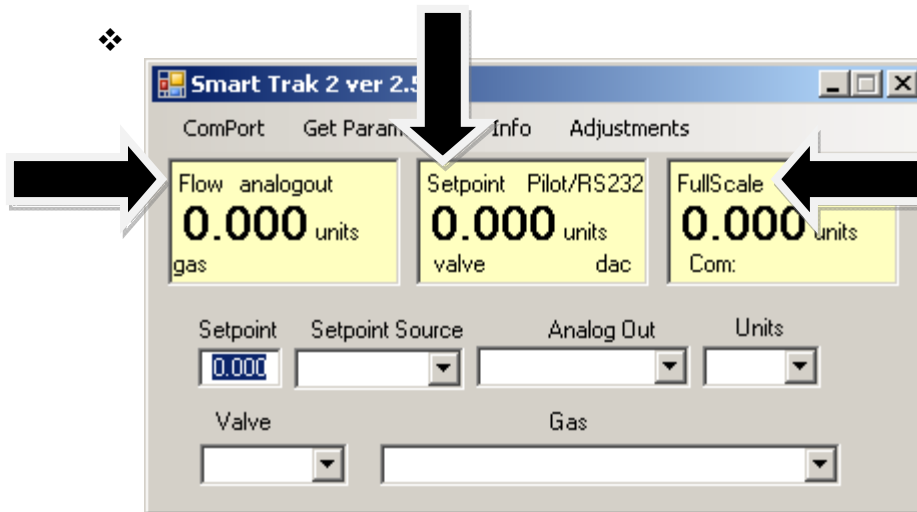 Smart Trak 2 ver 2.
ComPort Get Param Info Adjustments
Flow analogout
0.000 units
gas
Setpoint Pilot/RS232
0.000 units
valve dac
FullScale
0.000 units
Com:
Setpoint Setpoint Source Analog Out Units
0.000
Valve Gas